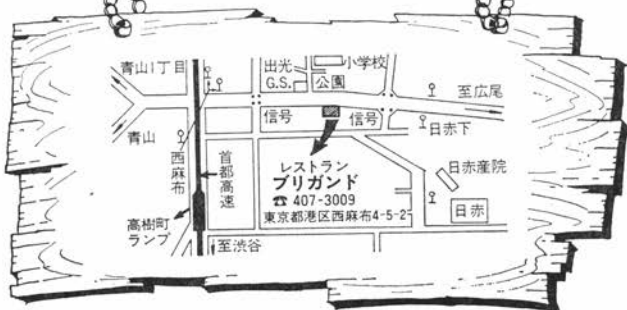 青山1丁目
出光
G.S.
小学校
公園
至広尾
信号
信号
日赤下
青山
西麻布
首都高速
日赤産院
日赤
レストラン
ブリガンド
☎ 407-3009
東京都港区西麻布4-5-2
高樹町
ランプ
至渋谷